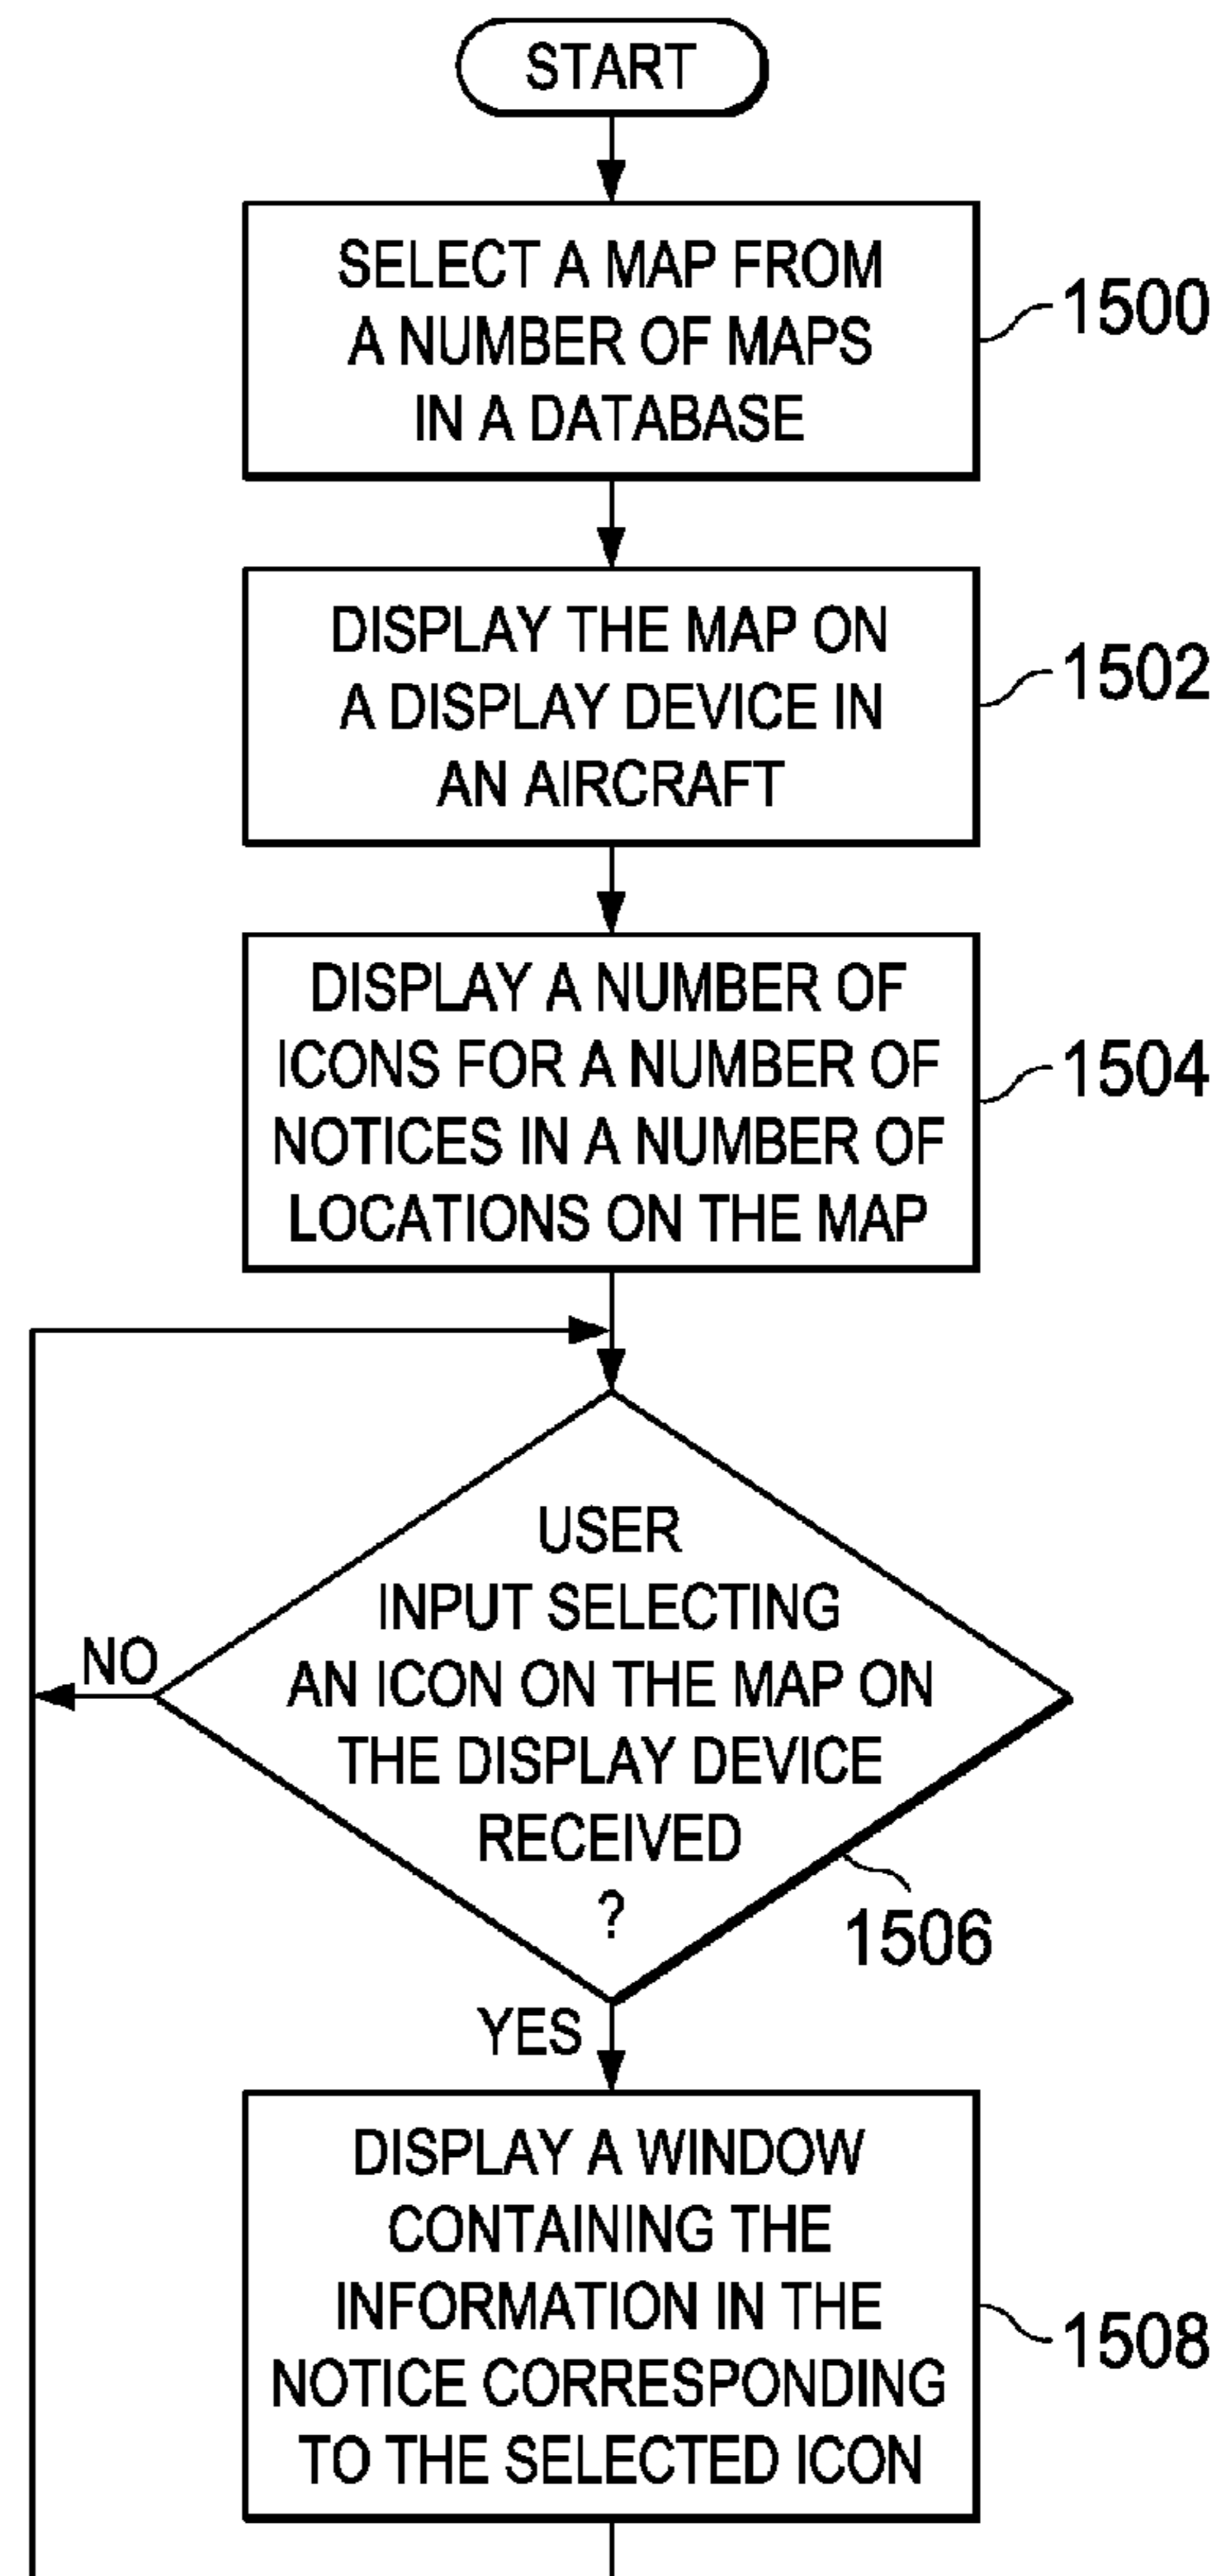 START
SELECT A MAP FROM
A NUMBER OF MAPS
IN A DATABASE
1500
DISPLAY THE MAP ON
A DISPLAY DEVICE IN
AN AIRCRAFT
1502
DISPLAY A NUMBER OF
ICONS FOR A NUMBER OF
NOTICES IN A NUMBER OF
LOCATIONS ON THE MAP
1504
USER
INPUT SELECTING
AN ICON ON THE MAP ON
THE DISPLAY DEVICE
RECEIVED
?
NO
1506
YES
DISPLAY A WINDOW
CONTAINING THE
INFORMATION IN THE
NOTICE CORRESPONDING
TO THE SELECTED ICON
1508